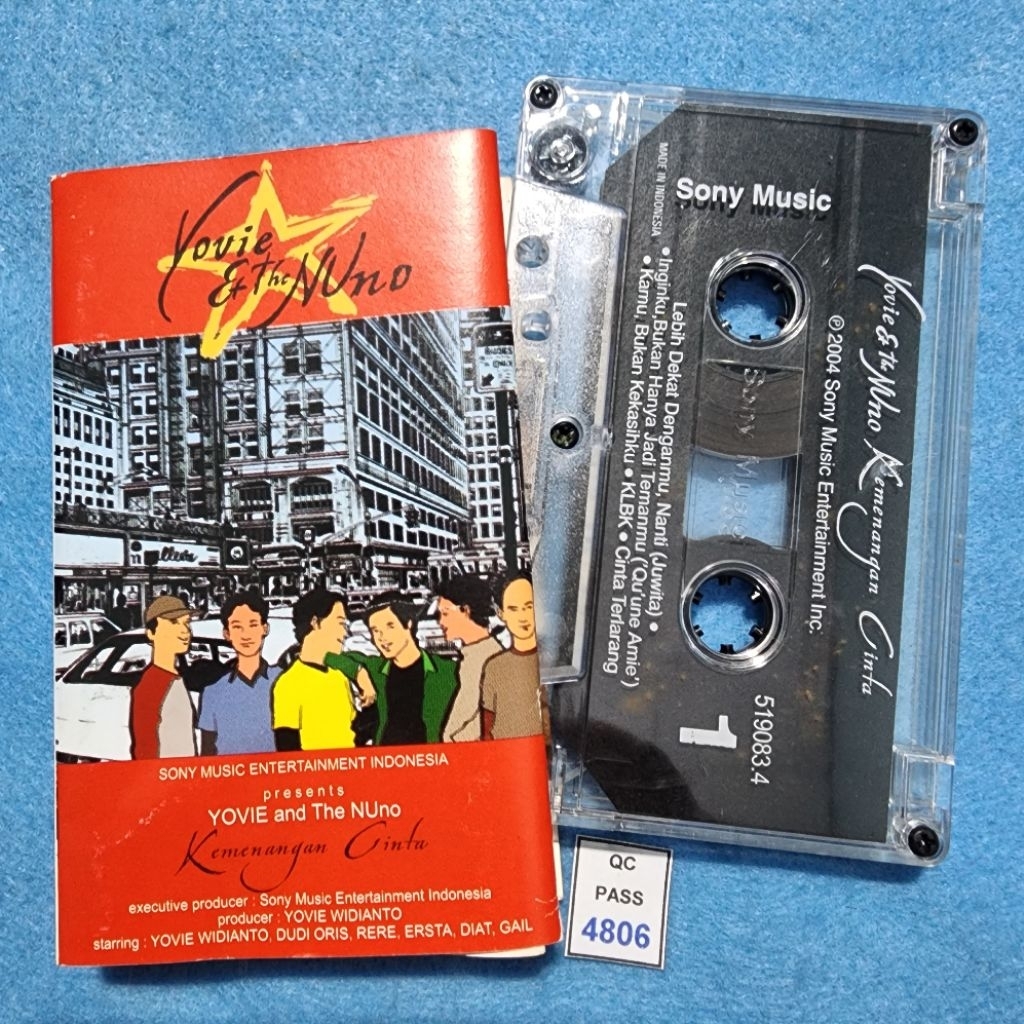 Yovie
& the NUno
SONY MUSIC ENTERTAINMENT INDONESIA
presents
YOVIE and The NUno
Kemenangan Cinta
executive producer : Sony Music Entertainment Indonesia
producer : YOVIE WIDIANTO
starring : YOVIE WIDIANTO, DUDI ORIS, RERE, ERSTA, DIAT, GAIL
Sony Music
MADE IN INDONESIA
Yovie & the NUno Kemenangan Cinta
℗2004 Sony Music Entertainment Inc.
Sony Music
Lebih Dekat Denganmu, Nanti (Juwita) •
• Inginku,Bukan Hanya Jadi Temanmu ('Qu'une Amie')
• Kamu, Bukan Kekasihku • KLBK • Cinta Terlarang
519083.4
1
QC
PASS
4806